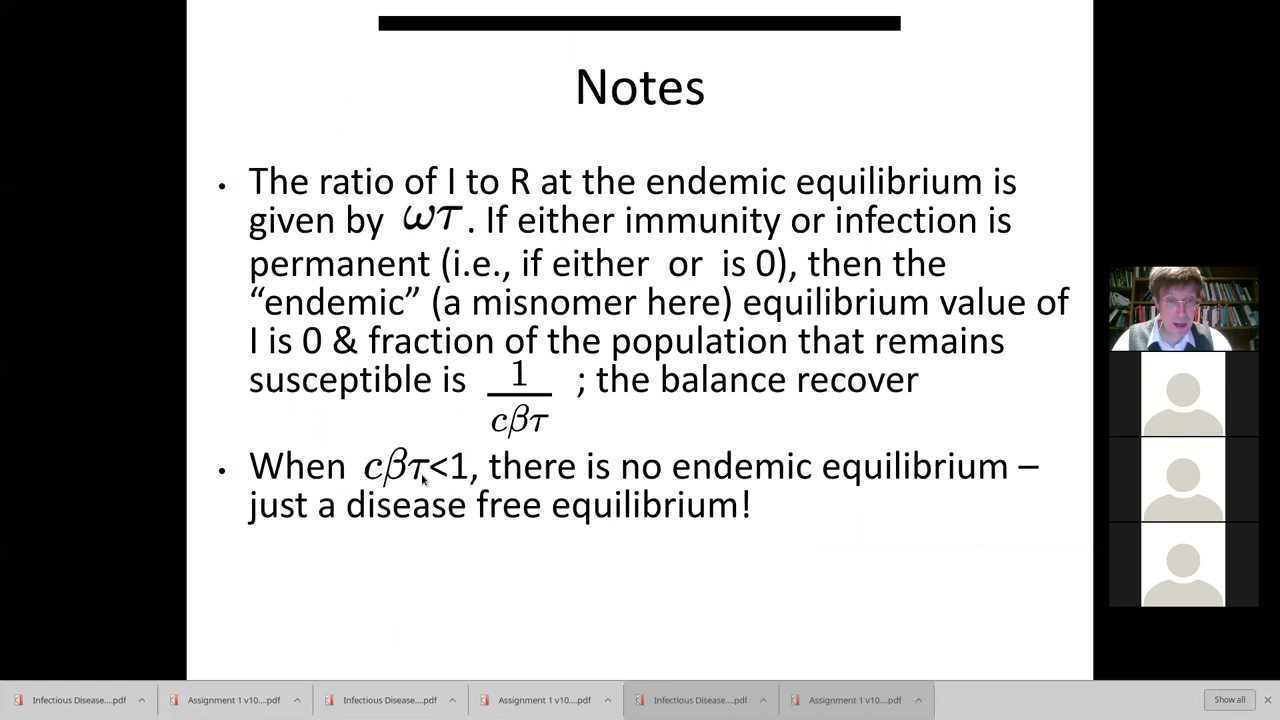 Notes
• The ratio of I to R at the endemic equilibrium is
given by ωτ. If either immunity or infection is
permanent (i.e., if either  or  is 0), then the
“endemic” (a misnomer here) equilibrium value of
I is 0 & fraction of the population that remains
susceptible is 1/cβτ ; the balance recover
• When cβτ<1, there is no endemic equilibrium –
just a disease free equilibrium!
Infectious Disease....pdf Assignment 1 v10....pdf Infectious Disease....pdf Assignment 1 v10....pdf Infectious Disease....pdf Assignment 1 v10....pdf Show all